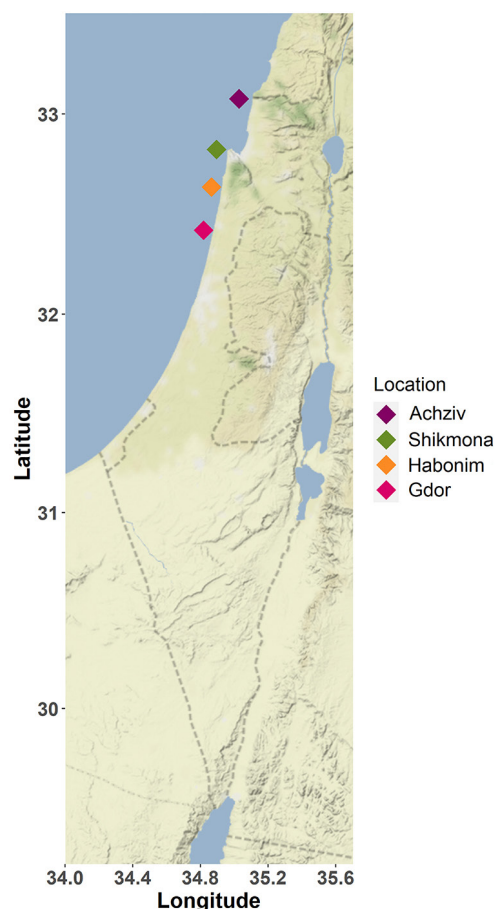 33
32
31
30
Latitude
34.0 34.4 34.8 35.2 35.6
Longitude
Location
Achziv
Shikmona
Habonim
Gdor